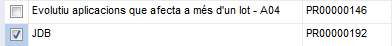 Evolutiu aplicacions que afecta a més d'un lot - A04 PR00000146
JDB PR00000192